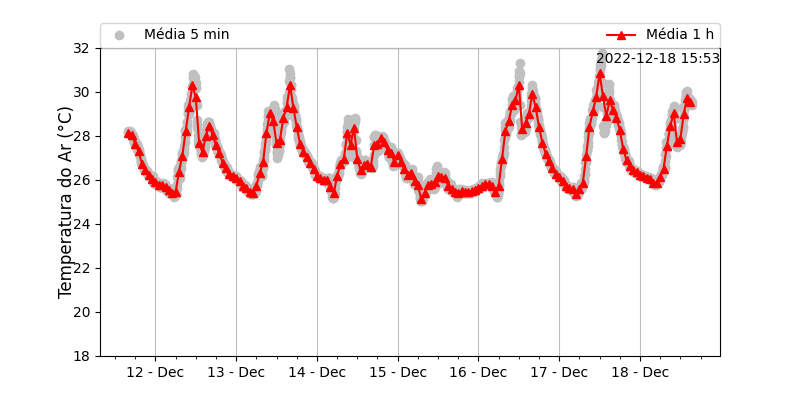 Média 5 min
Média 1 h
2022-12-18 15:53
Temperatura do Ar (°C)
32
30
28
26
24
22
20
18
12 - Dec
13 - Dec
14 - Dec
15 - Dec
16 - Dec
17 - Dec
18 - Dec